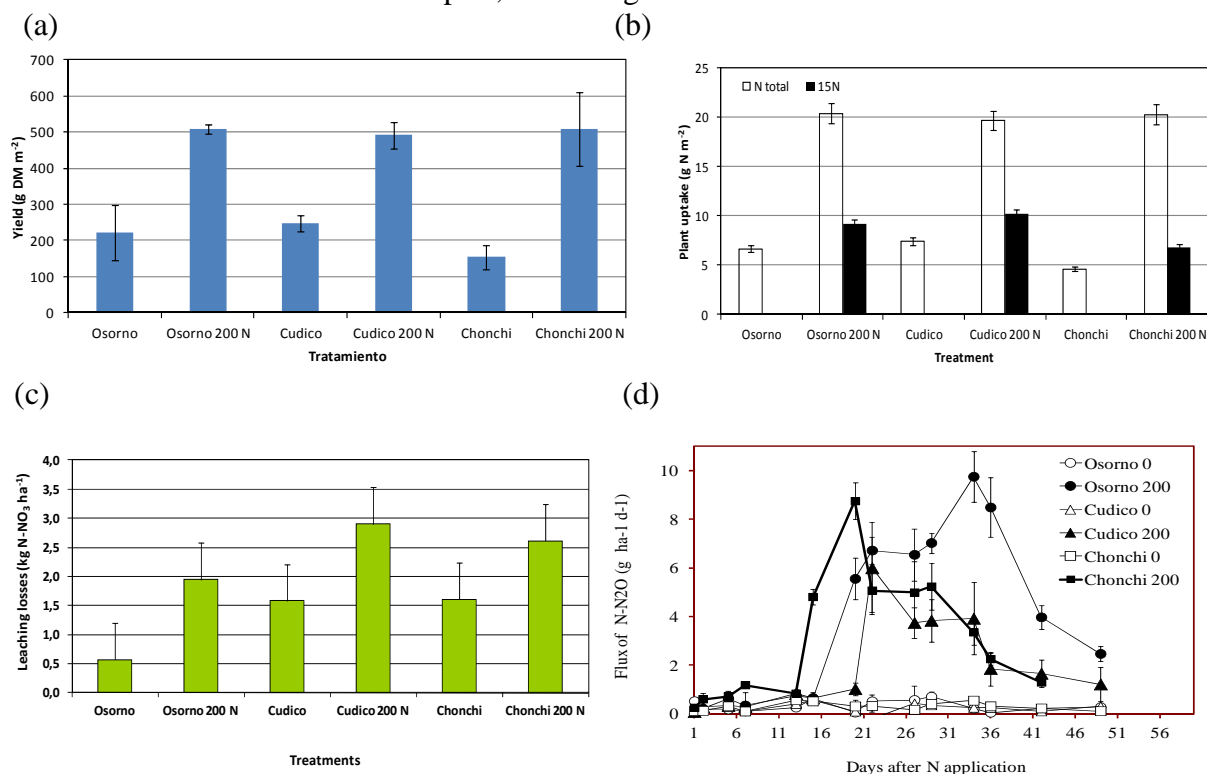 (a)
700
600
500
400
300
200
100
0
Yield (g DM m⁻²)
Osorno Osorno 200 N Cudico Cudico 200 N Chonchi Chonchi 200 N
Tratamiento
(b)
25
20
15
10
5
0
N total 15N
Plant uptake (g N m⁻²)
Osorno Osorno 200 N Cudico Cudico 200 N Chonchi Chonchi 200 N
Treatment
(c)
4,0
3,5
3,0
2,5
2,0
1,5
1,0
0,5
0,0
Leaching losses (kg N-NO₃ ha⁻¹)
Osorno Osorno 200 N Cudico Cudico 200 N Chonchi Chonchi 200 N
Treatments
(d)
10
8
6
4
2
0
Flux of N-N2O (g ha-1 d-1)
Osorno 0
Osorno 200
Cudico 0
Cudico 200
Chonchi 0
Chonchi 200
1 6 11 16 21 26 31 36 41 46 51 56
Days after N application